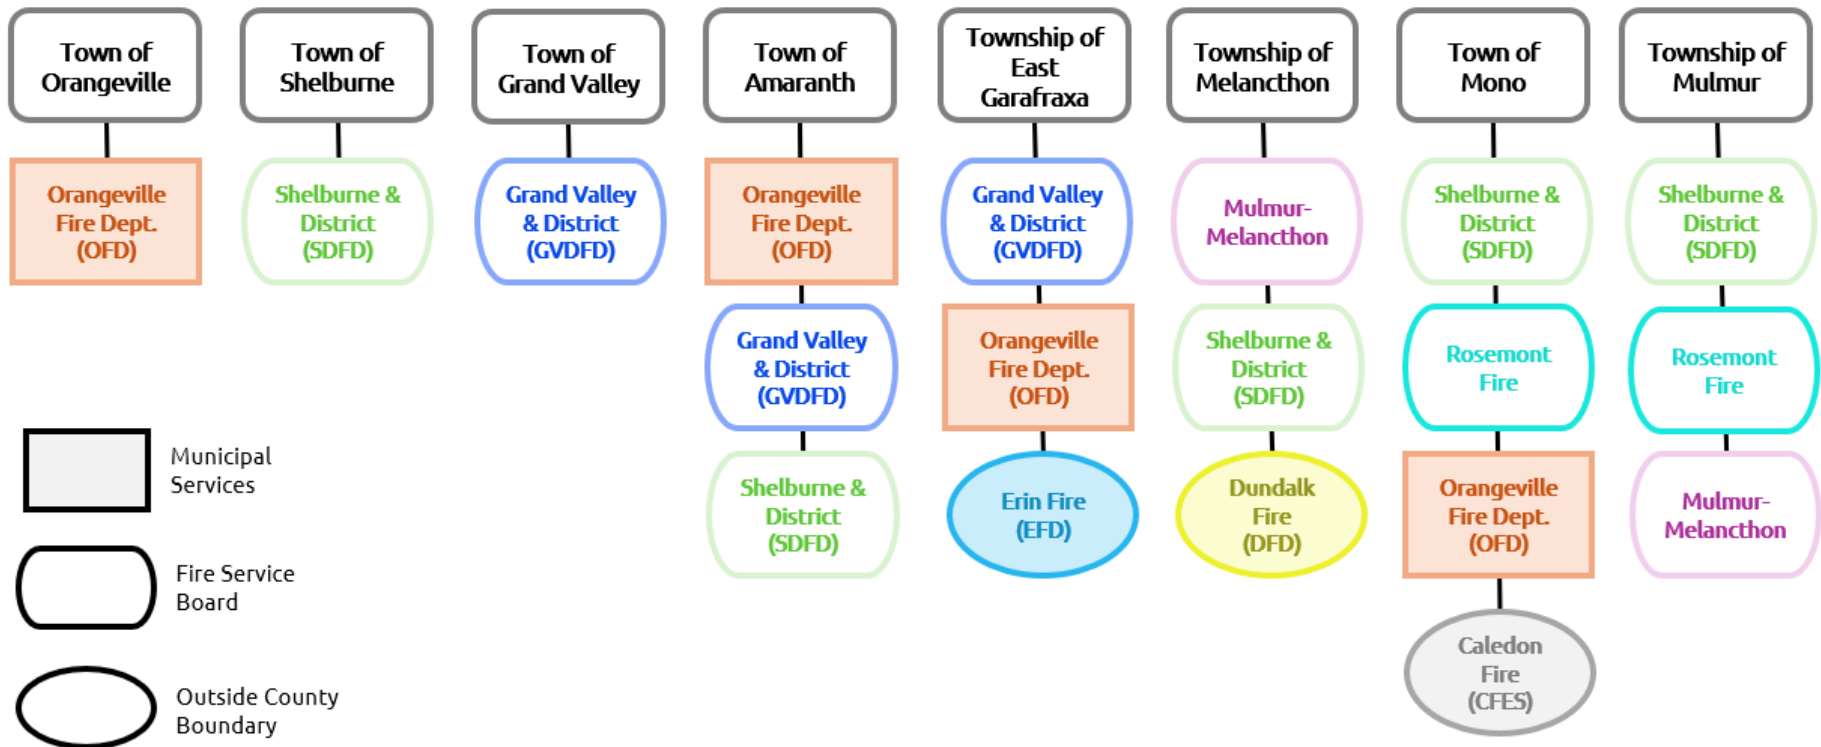 Town of
Orangeville
Town of
Shelburne
Town of
Grand Valley
Town of
Amaranth
Township of
East
Garafraxa
Township of
Melancthon
Town of
Mono
Township of
Mulmur
Orangeville
Fire Dept.
(OFD)
Shelburne &
District
(SDFD)
Grand Valley
& District
(GVDFD)
Orangeville
Fire Dept.
(OFD)
Grand Valley
& District
(GVDFD)
Mulmur-
Melancthon
Shelburne &
District
(SDFD)
Shelburne &
District
(SDFD)
Grand Valley
& District
(GVDFD)
Orangeville
Fire Dept.
(OFD)
Shelburne &
District
(SDFD)
Rosemont
Fire
Rosemont
Fire
Shelburne &
District
(SDFD)
Erin Fire
(EFD)
Dundalk
Fire
(DFD)
Orangeville
Fire Dept.
(OFD)
Mulmur-
Melancthon
Caledon
Fire
(CFES)
Municipal
Services
Fire Service
Board
Outside County
Boundary